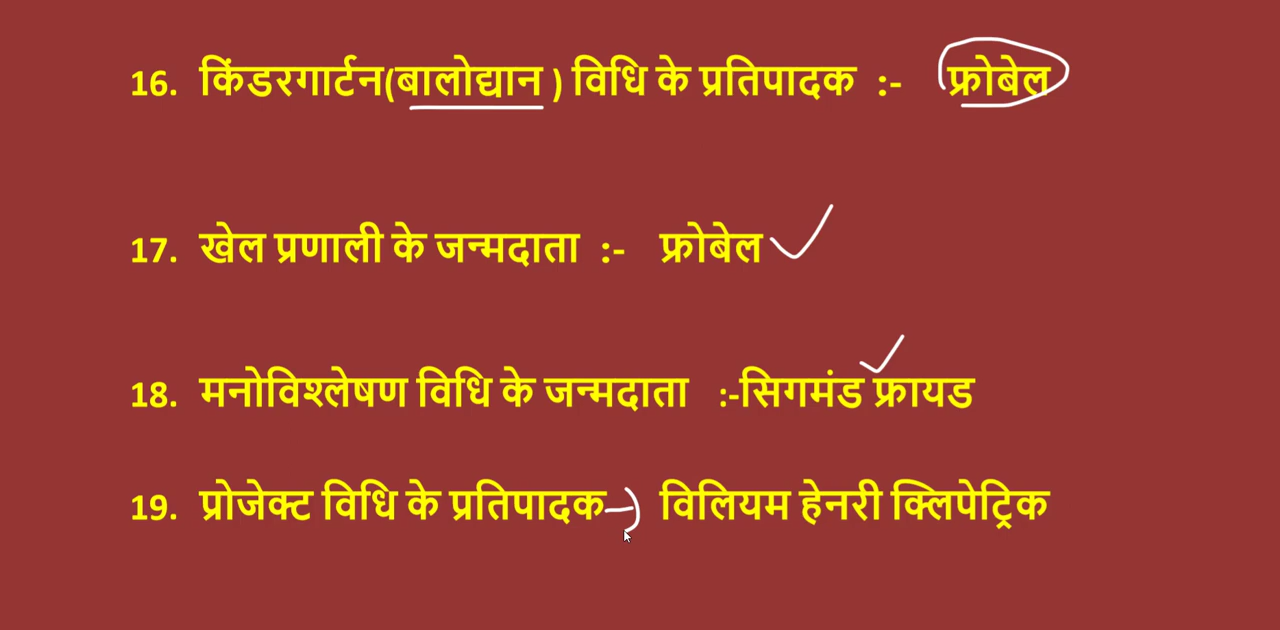 16. किंडरगार्टन(बालोद्यान ) विधि के प्रतिपादक :- फ्रोबेल
17. खेल प्रणाली के जन्मदाता :- फ्रोबेल
18. मनोविश्लेषण विधि के जन्मदाता :-सिगमंड फ्रायड
19. प्रोजेक्ट विधि के प्रतिपादक-) विलियम हेनरी क्लिपेट्रिक